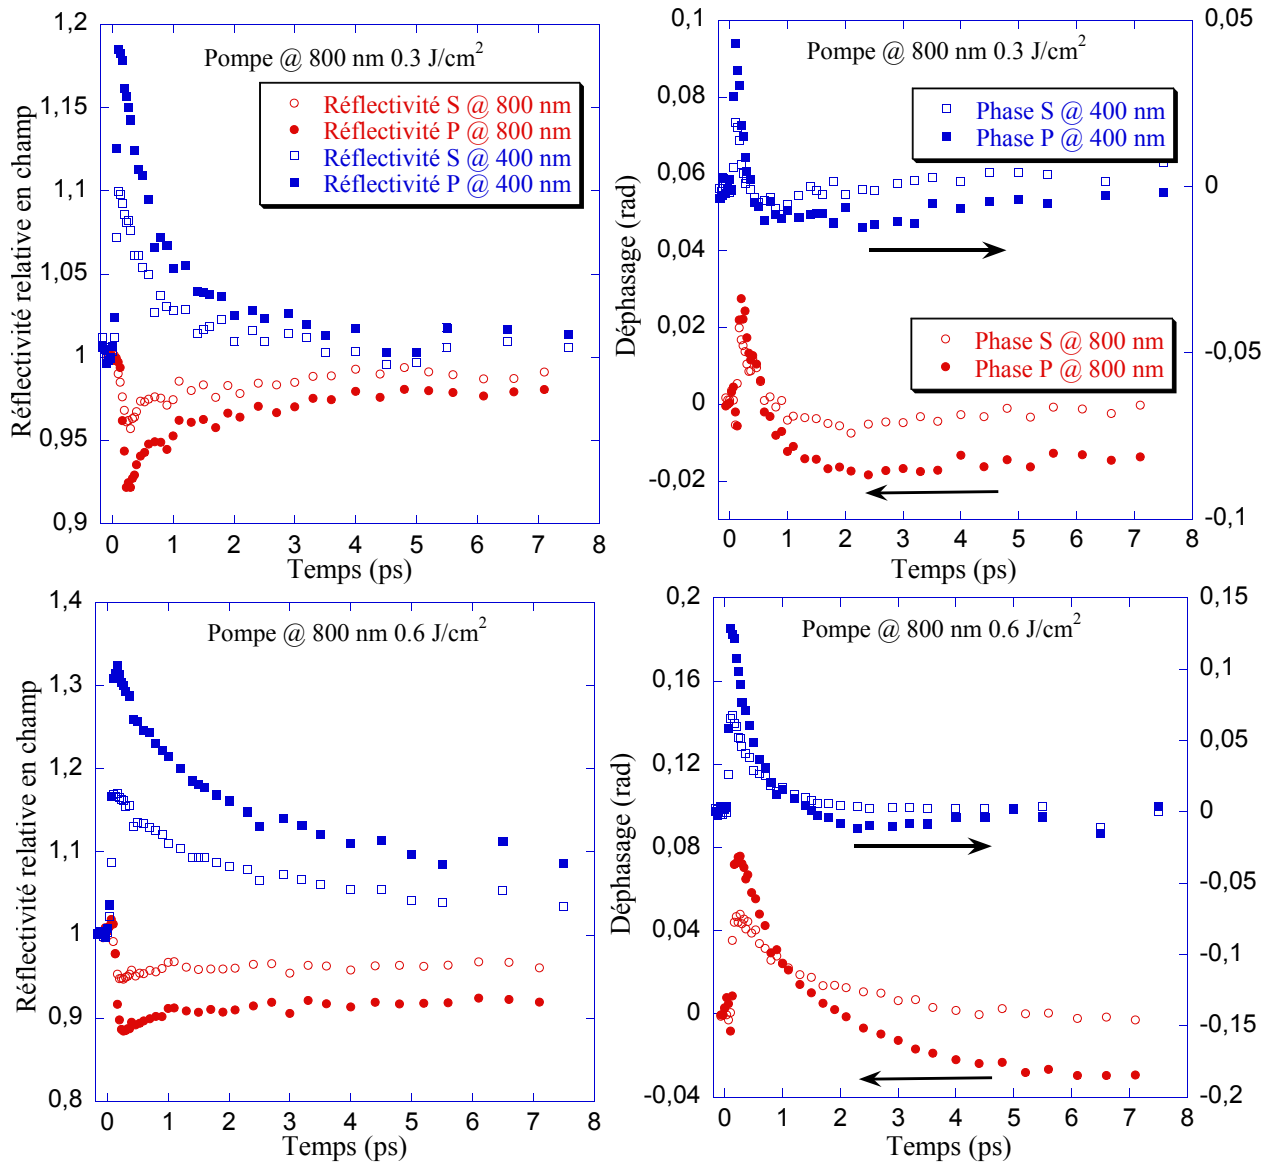 Pompe @ 800 nm 0.3 J/cm²
Réflectivité S @ 800 nm
Réflectivité P @ 800 nm
Réflectivité S @ 400 nm
Réflectivité P @ 400 nm
Réflectivité relative en champ
1,2
1,15
1,1
1,05
1
0,95
0,9
0 1 2 3 4 5 6 7 8
Temps (ps)
Pompe @ 800 nm 0.3 J/cm²
Phase S @ 400 nm
Phase P @ 400 nm
Phase S @ 800 nm
Phase P @ 800 nm
Déphasage (rad)
0,1
0,08
0,06
0,04
0,02
0
-0,02
0,05
0
-0,05
-0,1
0 1 2 3 4 5 6 7 8
Temps (ps)
Pompe @ 800 nm 0.6 J/cm²
Réflectivité relative en champ
1,4
1,3
1,2
1,1
1
0,9
0,8
0 1 2 3 4 5 6 7 8
Temps (ps)
Pompe @ 800 nm 0.6 J/cm²
Déphasage (rad)
0,2
0,16
0,12
0,08
0,04
0
-0,04
0,15
0,1
0,05
0
-0,05
-0,1
-0,15
-0,2
0 1 2 3 4 5 6 7 8
Temps (ps)